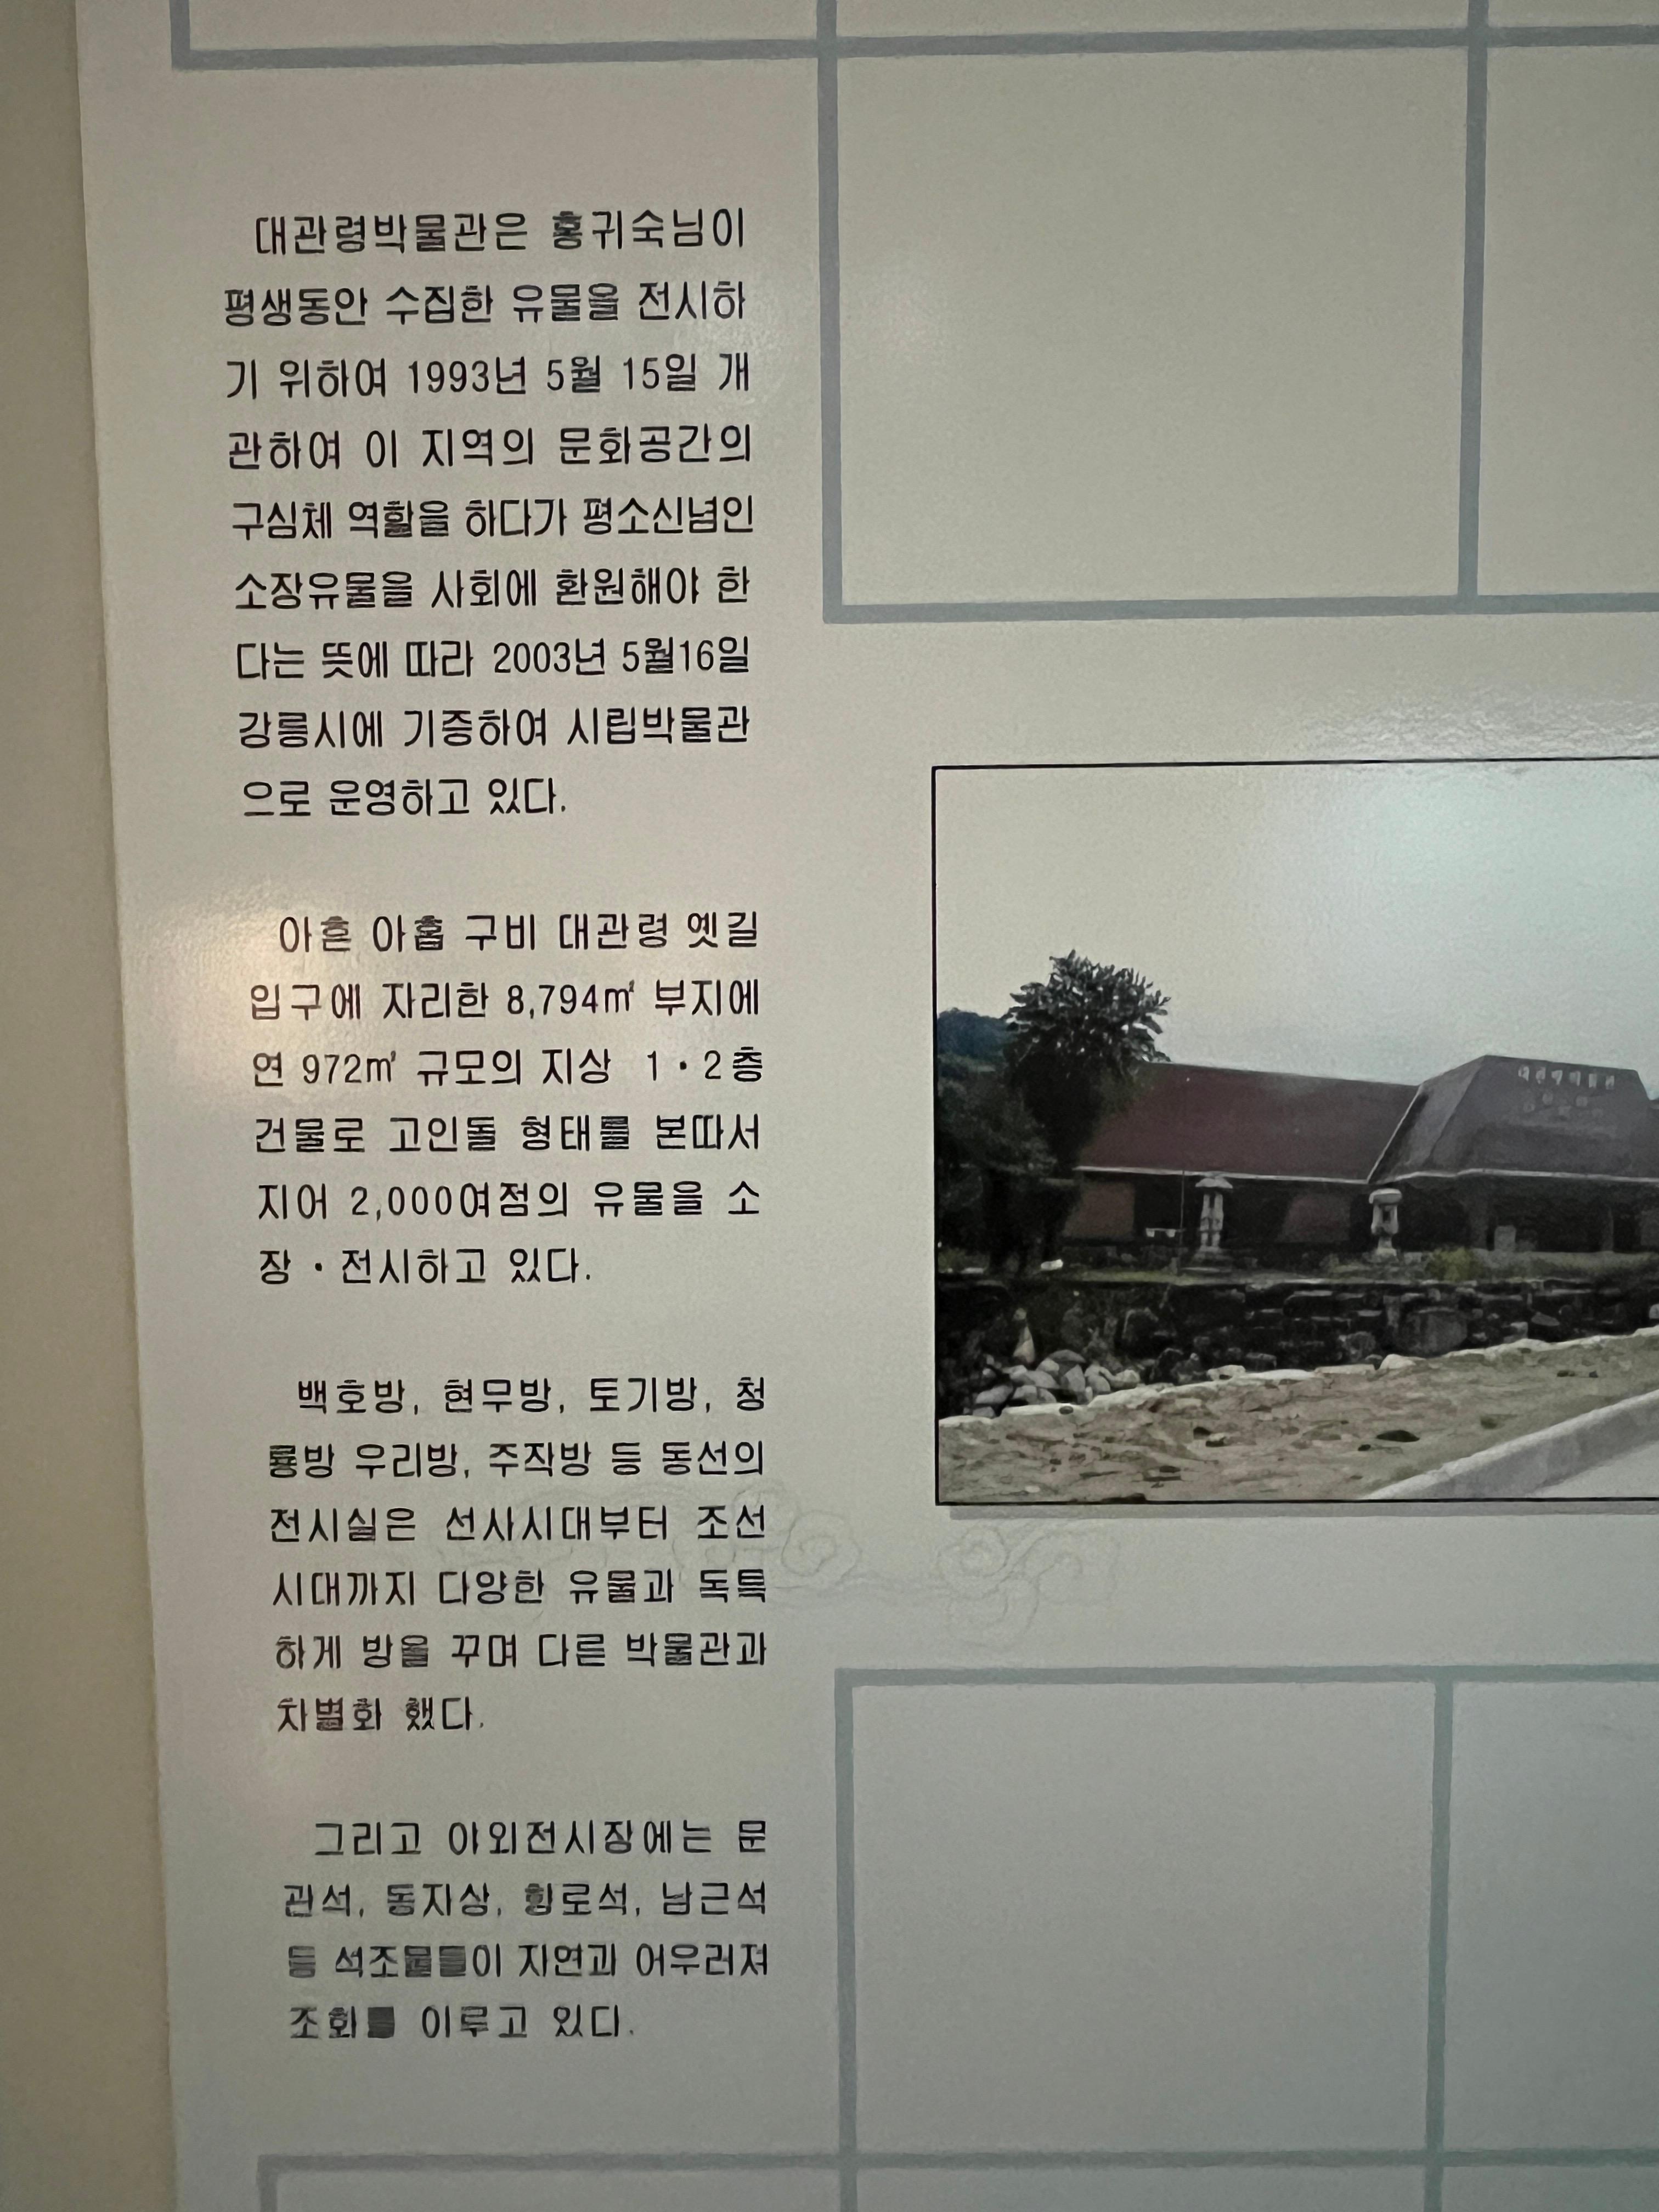 대관령박물관은 홍귀숙님이
평생동안 수집한 유물을 전시하
기 위하여 1993년 5월 15일 개
관하여 이 지역의 문화공간의
구심체 역할을 하다가 평소신념인
소장유물을 사회에 환원해야 한
다는 뜻에 따라 2003년 5월16일
강릉시에 기증하여 시립박물관
으로 운영하고 있다.
아흔 아홉 구비 대관령 옛길
입구에 자리한 8,794㎡ 부지에
연 972㎡ 규모의 지상 1·2층
건물로 고인돌 형태를 본따서
지어 2,000여점의 유물을 소
장·전시하고 있다.
백호방, 현무방, 토기방, 청
룡방 우리방, 주작방 등 동선의
전시실은 선사시대부터 조선
시대까지 다양한 유물과 독특
하게 방을 꾸며 다른 박물관과
차별화 했다.
그리고 야외전시장에는 문
관석, 동자상, 향로석, 남근석
등 석조물들이 자연과 어우러져
조화를 이루고 있다.
대관령박물관